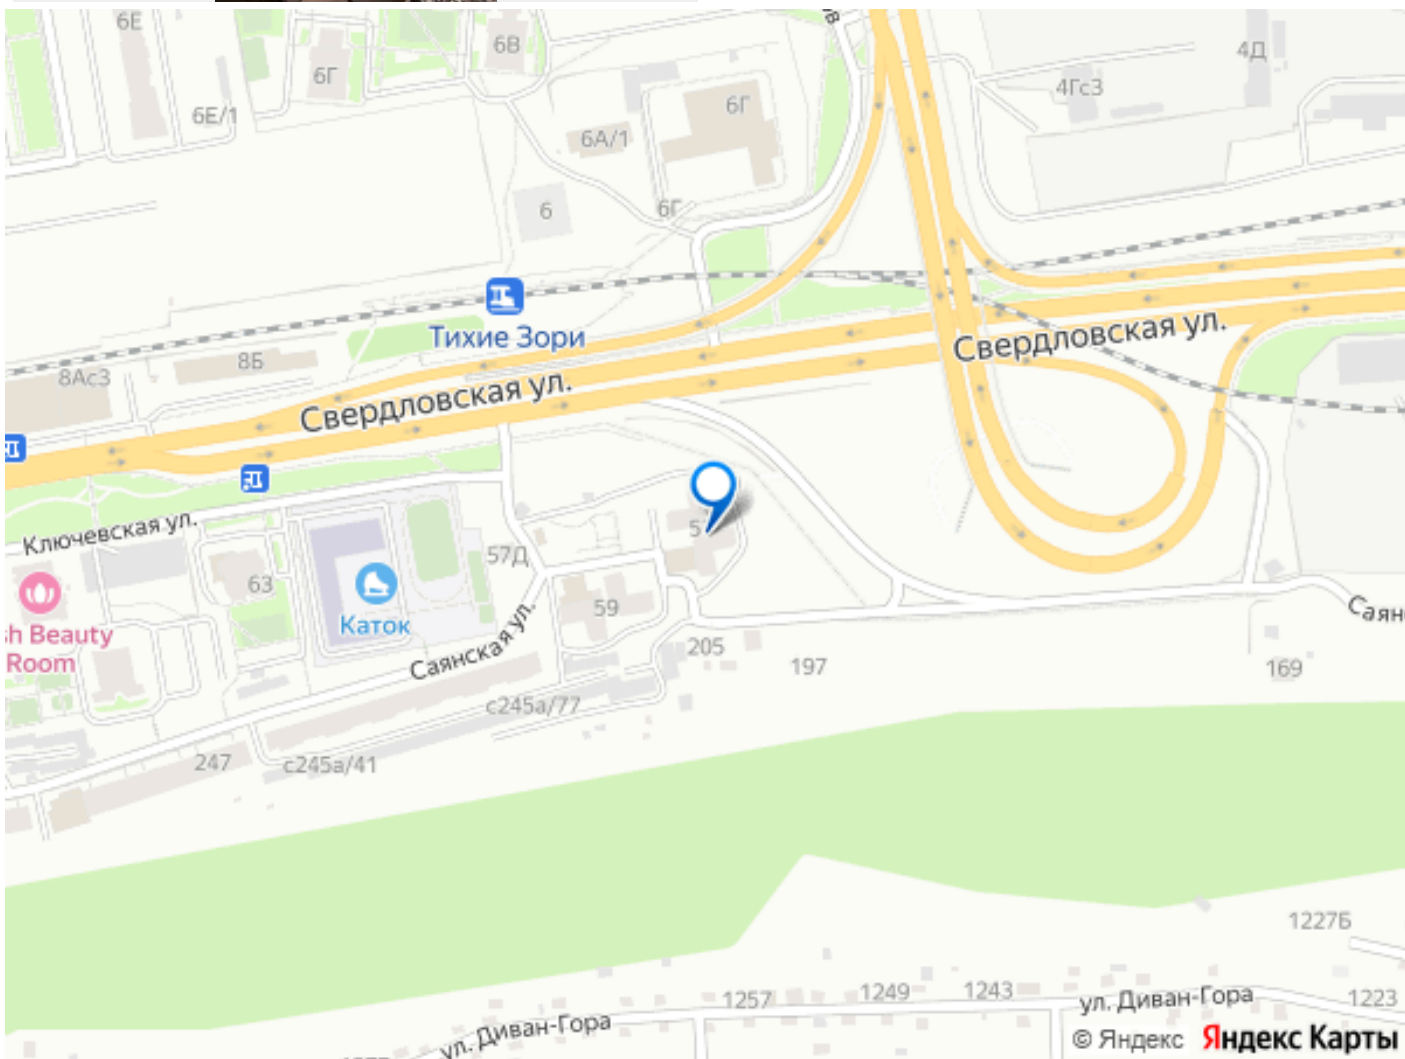 6Е
6В
4Д
6Г
4Гс3
6Е/1
6Г
6А/1
6
6Г
Тихие Зори
Свердловская ул.
8Б
8Ас3
Свердловская ул.
Ключевская ул.
57Д
63
59
Каток
Саянская ул.
sh Beauty
Room
205
197
169
с245а/77
247
с245а/41
1227Б
1257
1249
1243
ул. Диван-Гора
1223
ул. Диван-Гора
© Яндекс Яндекс Карты